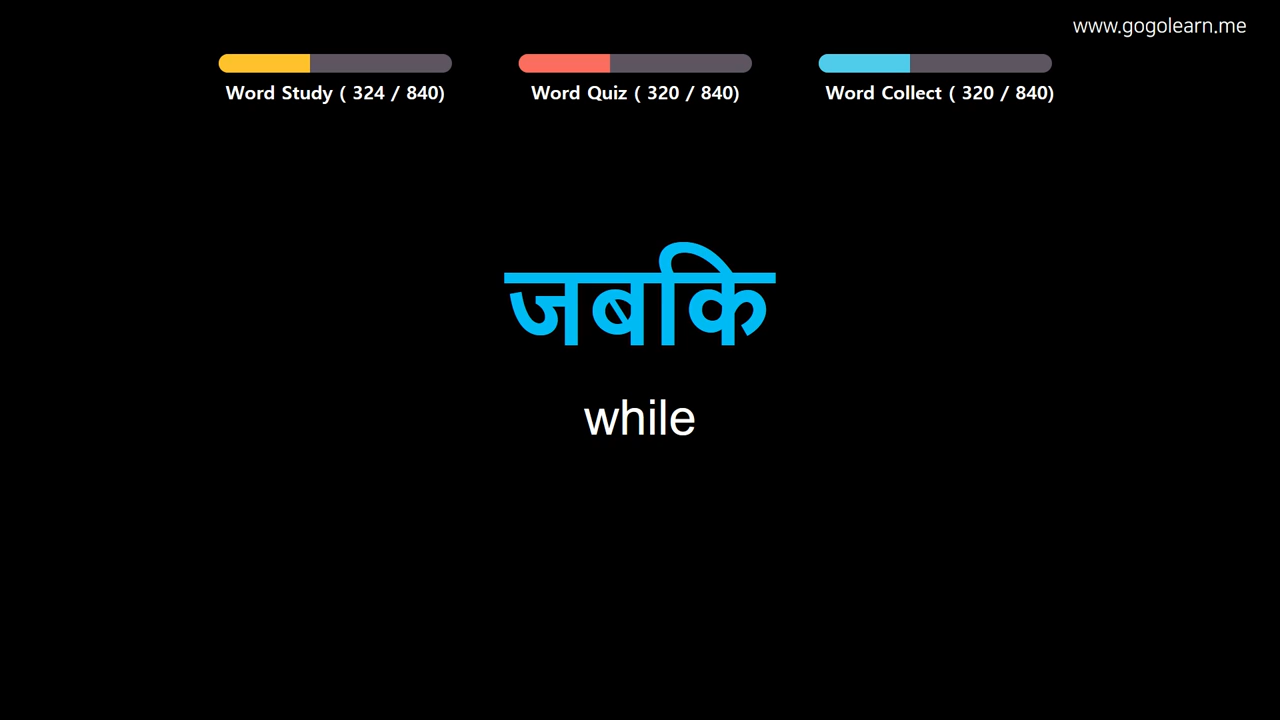 www.gogolearn.me
Word Study ( 324 / 840)
Word Quiz ( 320 / 840)
Word Collect ( 320 / 840)
जबकि
while